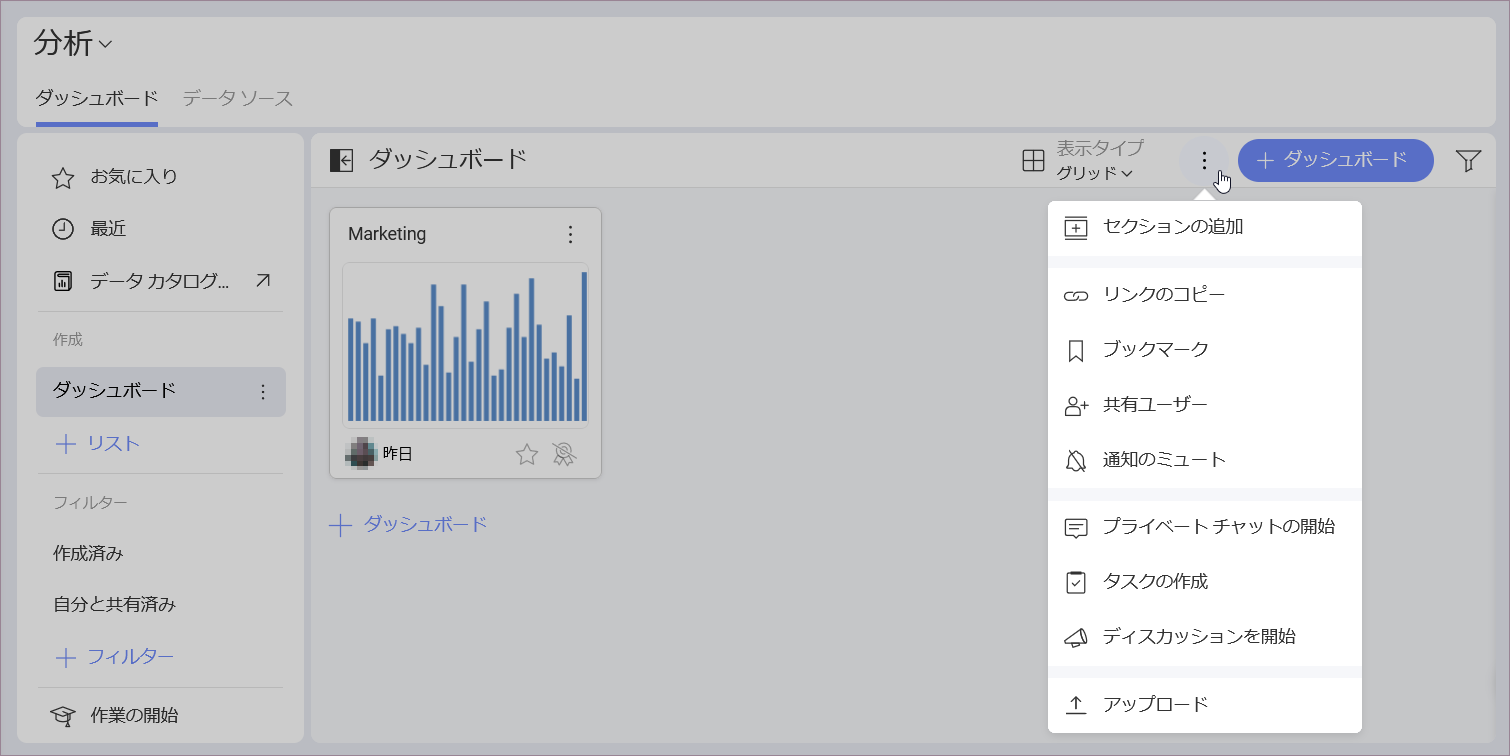 分析
ダッシュボード
データ ソース
お気に入り
最近
データ カタログ...
作成
ダッシュボード
リスト
フィルター
作成済み
自分と共有済み
フィルター
作業の開始
ダッシュボード
表示タイプ
グリッド
ダッシュボード
Marketing
昨日
ダッシュボード
セクションの追加
リンクのコピー
ブックマーク
共有ユーザー
通知のミュート
プライベート チャットの開始
タスクの作成
ディスカッションを開始
アップロード